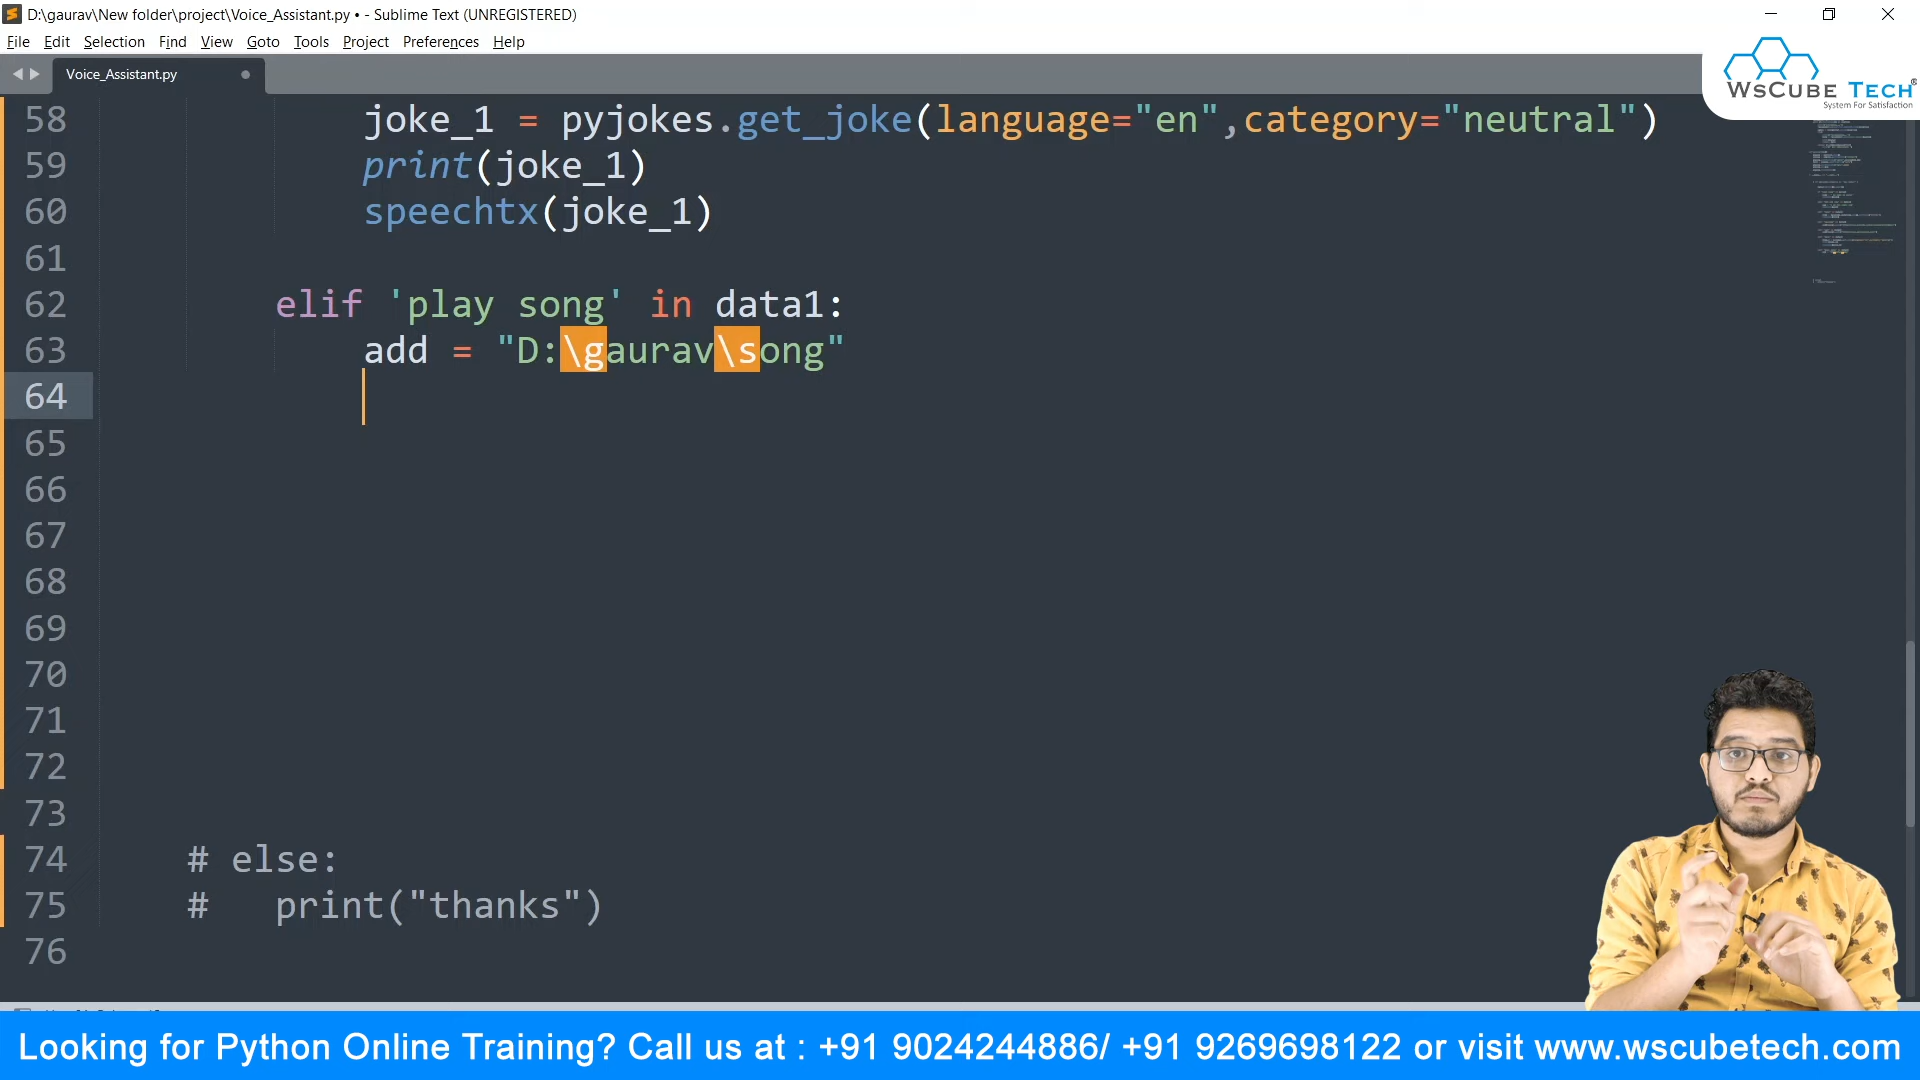 D:\gaurav\New folder\project\Voice_Assistant.py • - Sublime Text (UNREGISTERED)
File Edit Selection Find View Goto Tools Project Preferences Help
Voice_Assistant.py
WsCube Tech®
System For Satisfaction
58 joke_1 = pyjokes.get_joke(language="en",category="neutral")
59 print(joke_1)
60 speechtx(joke_1)
61
62 elif 'play song' in data1:
63 add = "D:\gaurav\song"
64
65
66
67
68
69
70
71
72
73
74 # else:
75 # print("thanks")
76
Looking for Python Online Training? Call us at : +91 9024244886/ +91 9269698122 or visit www.wscubetech.com